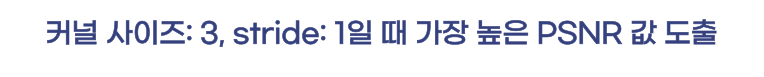 커널 사이즈: 3, stride: 1일 때 가장 높은 PSNR 값 도출